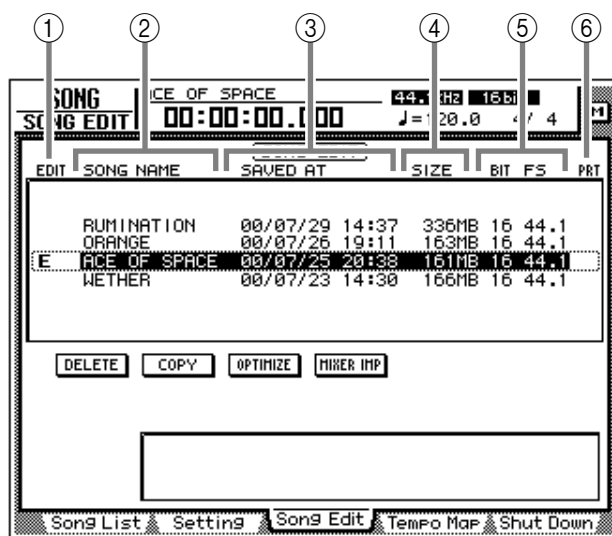 ① ② ③ ④ ⑤ ⑥
SONG ACE OF SPACE 44.1kHz 16bit
SONG EDIT 00:00:00.000 ♩=120.0 4/ 4 M
EDIT SONG NAME SAVED AT SIZE BIT FS PRT
RUMINATION 00/07/29 14:37 336MB 16 44.1
ORANGE 00/07/26 19:11 163MB 16 44.1
E ACE OF SPACE 00/07/25 20:38 161MB 16 44.1
WETHER 00/07/23 14:30 166MB 16 44.1
DELETE COPY OPTIMIZE MIXER IMP
Song List Setting Song Edit Tempo Map Shut Down